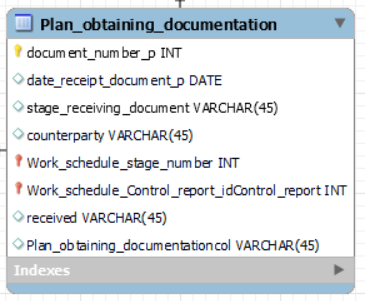 Plan_obtaining_documentation
document_number_p INT
date_receipt_document_p DATE
stage_receiving_document VARCHAR(45)
counterparty VARCHAR(45)
Work_schedule_stage_number INT
Work_schedule_Control_report_idControl_report INT
received VARCHAR(45)
Plan_obtaining_documentationcol VARCHAR(45)
Indexes